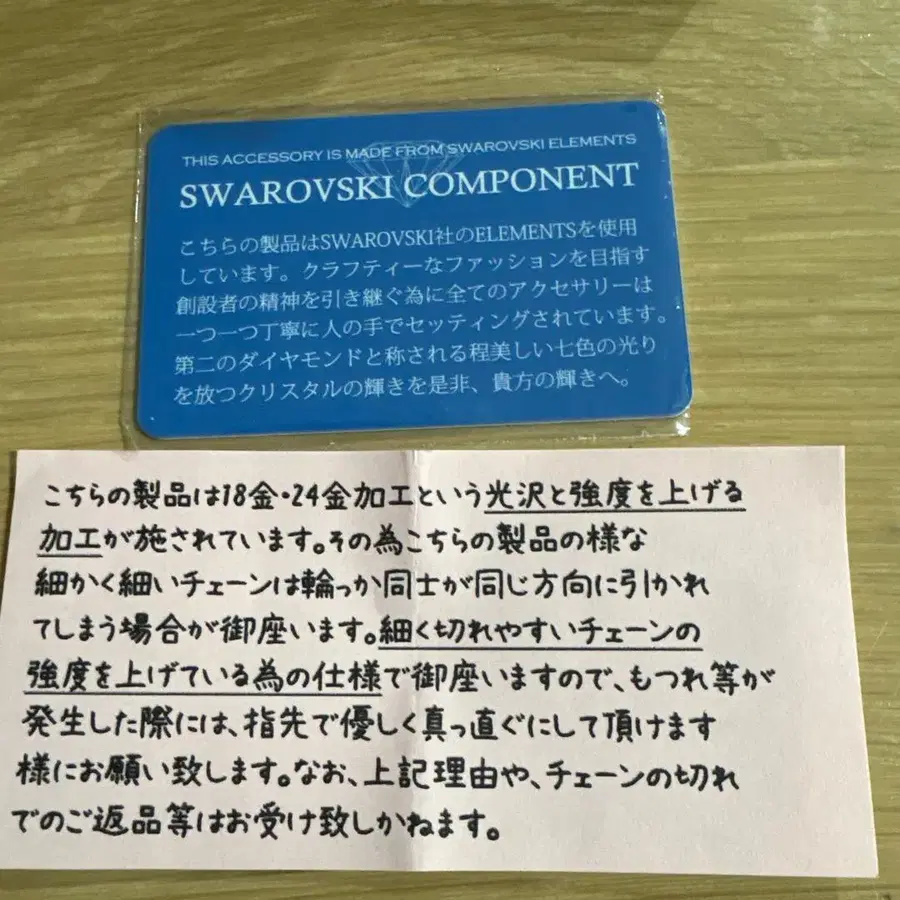 THIS ACCESSORY IS MADE FROM SWAROVSKI ELEMENTS
SWAROVSKI COMPONENT
こちらの製品はSWAROVSKI社のELEMENTSを使用
しています。クラフティーなファッションを目指す
創設者の精神を引き継ぐ為に全てのアクセサリーは
一つ一つ丁寧に人の手でセッティングされています。
第二のダイヤモンドと称される程美しい七色の光り
を放つクリスタルの輝きを是非、貴方の輝きへ。
こちらの製品は18金・24金加工という光沢と強度を上げる
加工が施されています。その為こちらの製品の様な
細かく細いチェーンは輪っか同士が同じ方向に引かれ
てしまう場合が御座います。細く切れやすいチェーンの
強度を上げている為の仕様で御座いますので、もつれ等が
発生した際には、指先で優しく真っ直ぐにして頂けます
様にお願い致します。なお、上記理由や、チェーンの切れ
でのご返品等はお受け致しかねます。